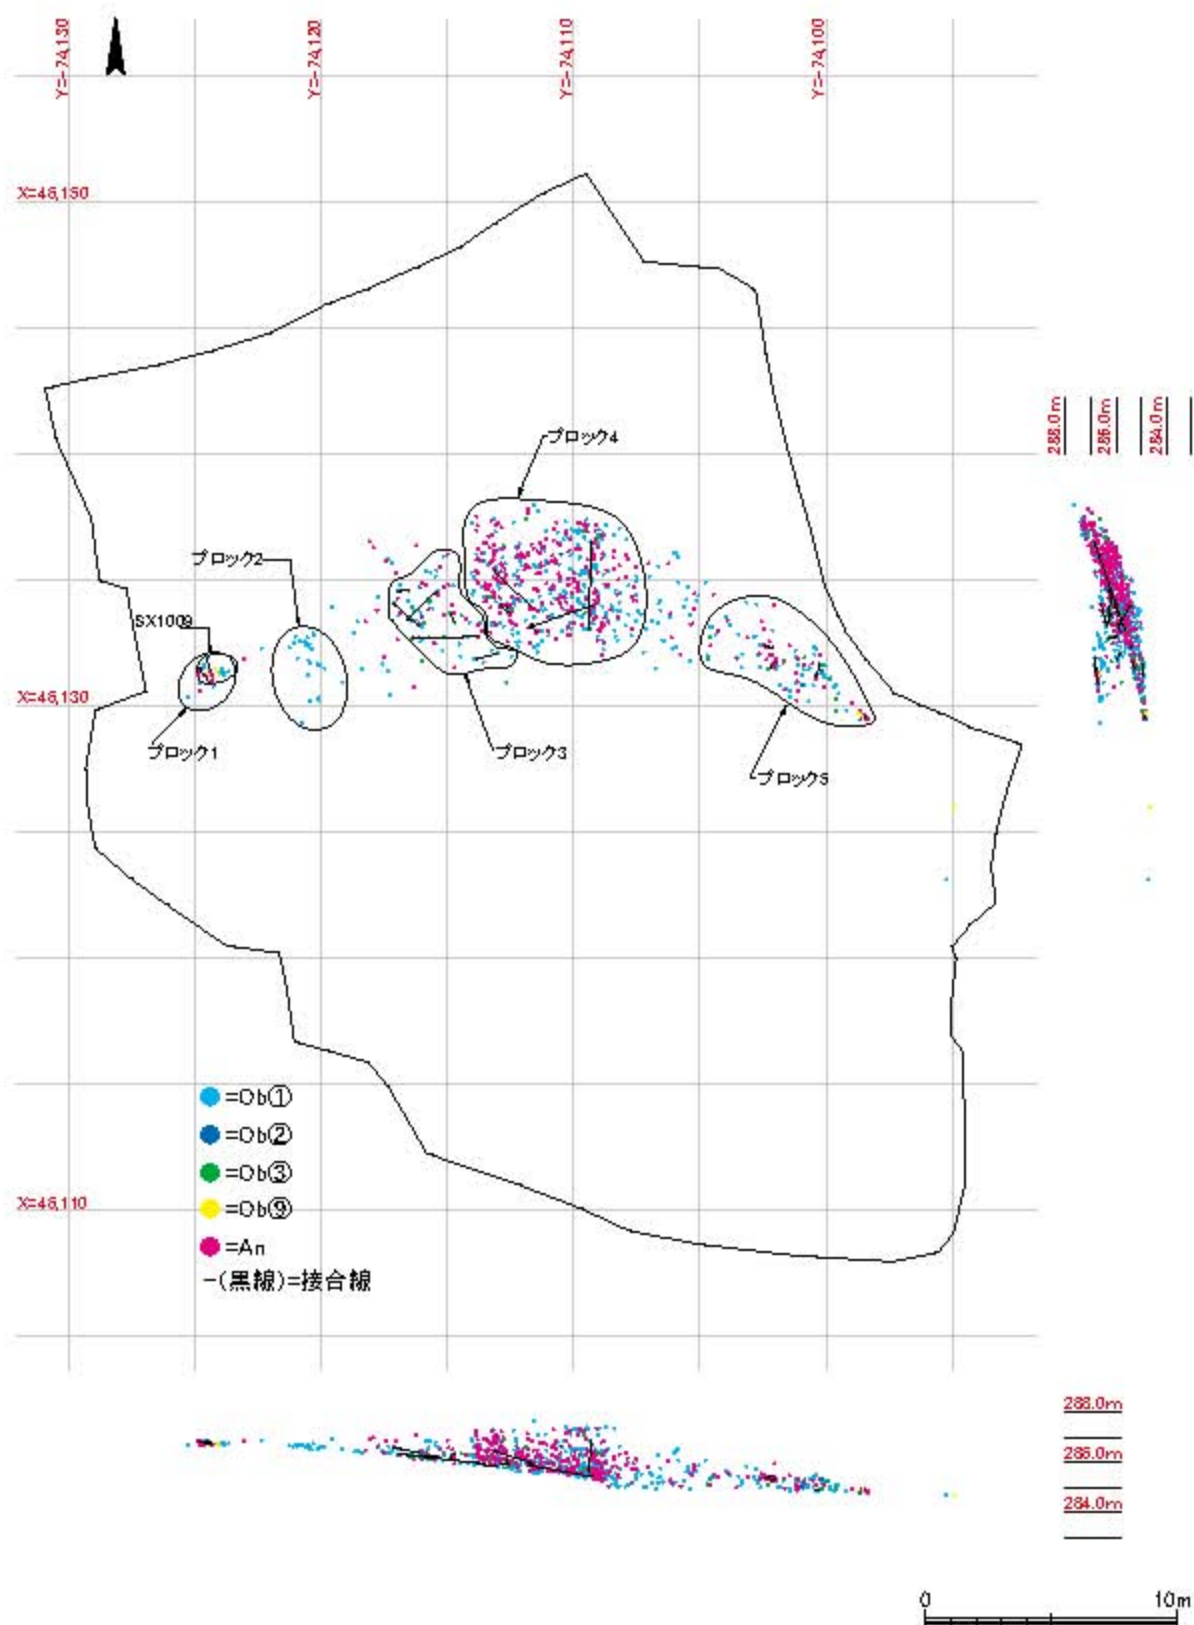 Y=-74,130
Y=-74,120
Y=-74,110
Y=-74,100
X=48,150
288.0m
286.0m
284.0m
ブロック4
ブロック2
SX1009
X=48,130
ブロック1
ブロック3
ブロック5
=Ob①
=Ob②
=Ob③
=Ob⑨
=An
-(黒線)=接合線
X=48,110
288.0m
286.0m
284.0m
0 10m